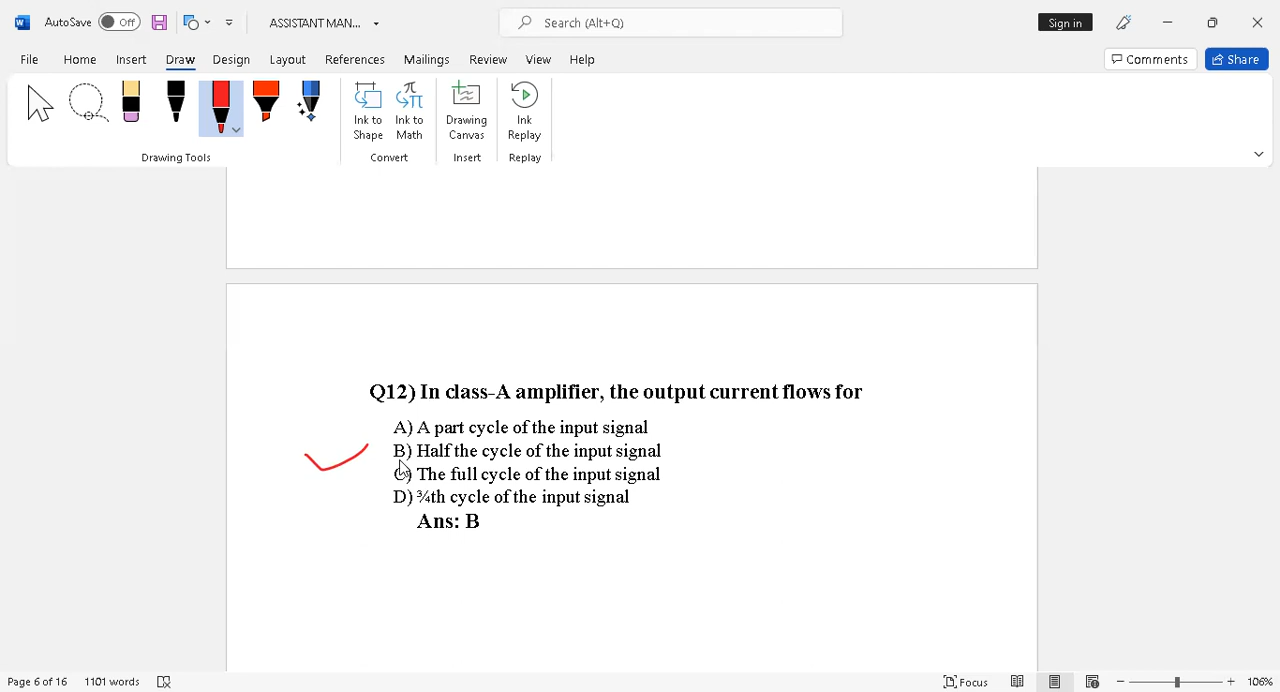 AutoSave Off ASSISTANT MAN... Search (Alt+Q) Sign in
File Home Insert Draw Design Layout References Mailings Review View Help Comments Share
Ink to Shape
Ink to Math
Drawing Canvas
Ink Replay
Drawing Tools Convert Insert Replay
Q12) In class-A amplifier, the output current flows for
A) A part cycle of the input signal
B) Half the cycle of the input signal
C) The full cycle of the input signal
D) ¾th cycle of the input signal
Ans: B
Page 6 of 16 1101 words Focus 106%